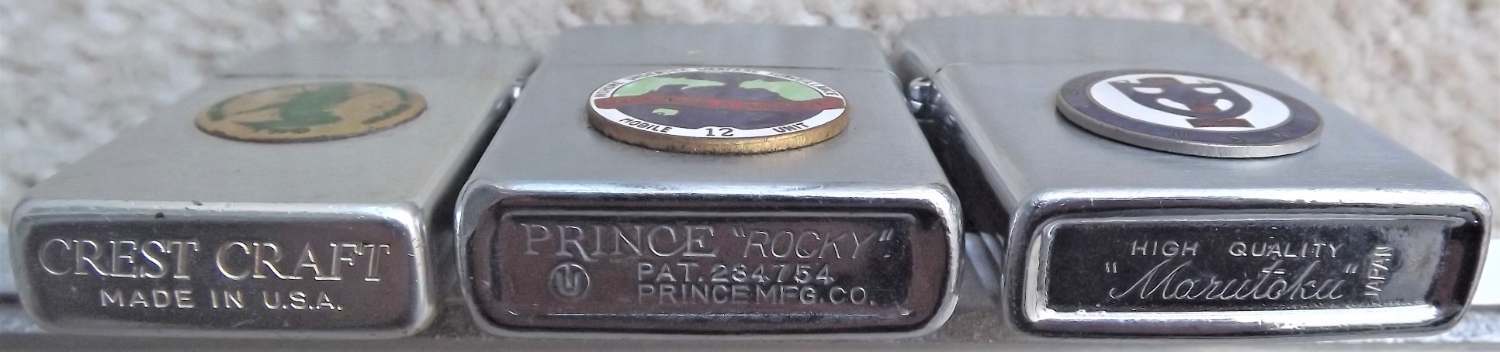 CREST CRAFT
MADE IN U.S.A.
MOBILE 12 UNIT
PRINCE "ROCKY"
U PAT. 284754
PRINCE MFG. CO.
HIGH QUALITY
"Marutoku"
JAPAN